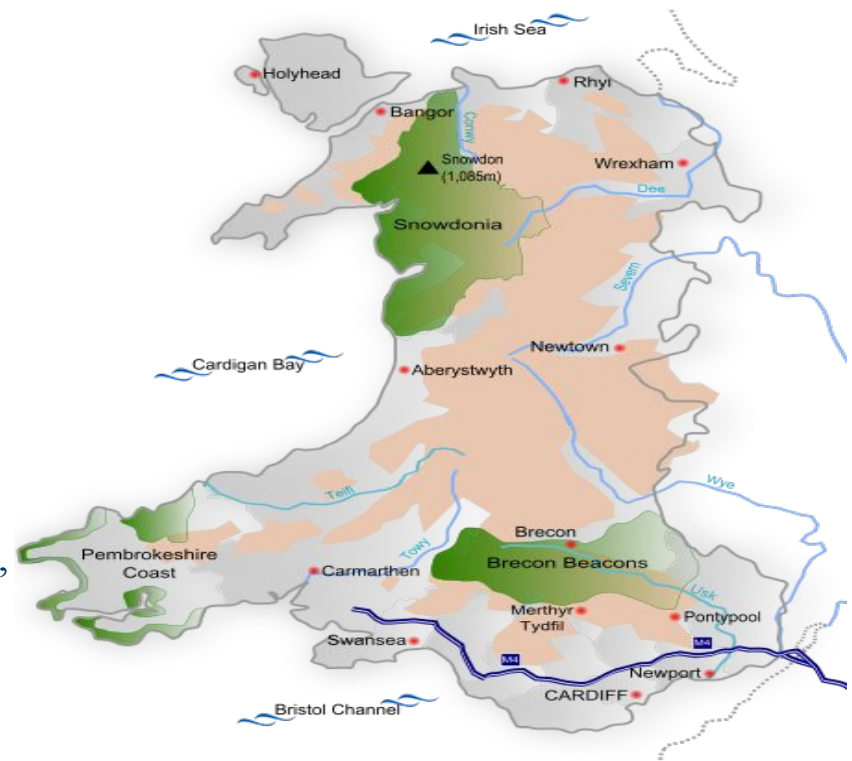 Irish Sea
Holyhead
Rhyl
Bangor
Conwy
Snowdon
(1,085m)
Wrexham
Dee
Snowdonia
Severn
Newtown
Cardigan Bay
Aberystwyth
Wye
Teifi
Brecon
Towy
Pembrokeshire
Coast
Brecon Beacons
,
Carmarthen
Usk
Merthyr
Tydfil
Pontypool
Swansea
M4
M4
Newport
CARDIFF
Bristol Channel